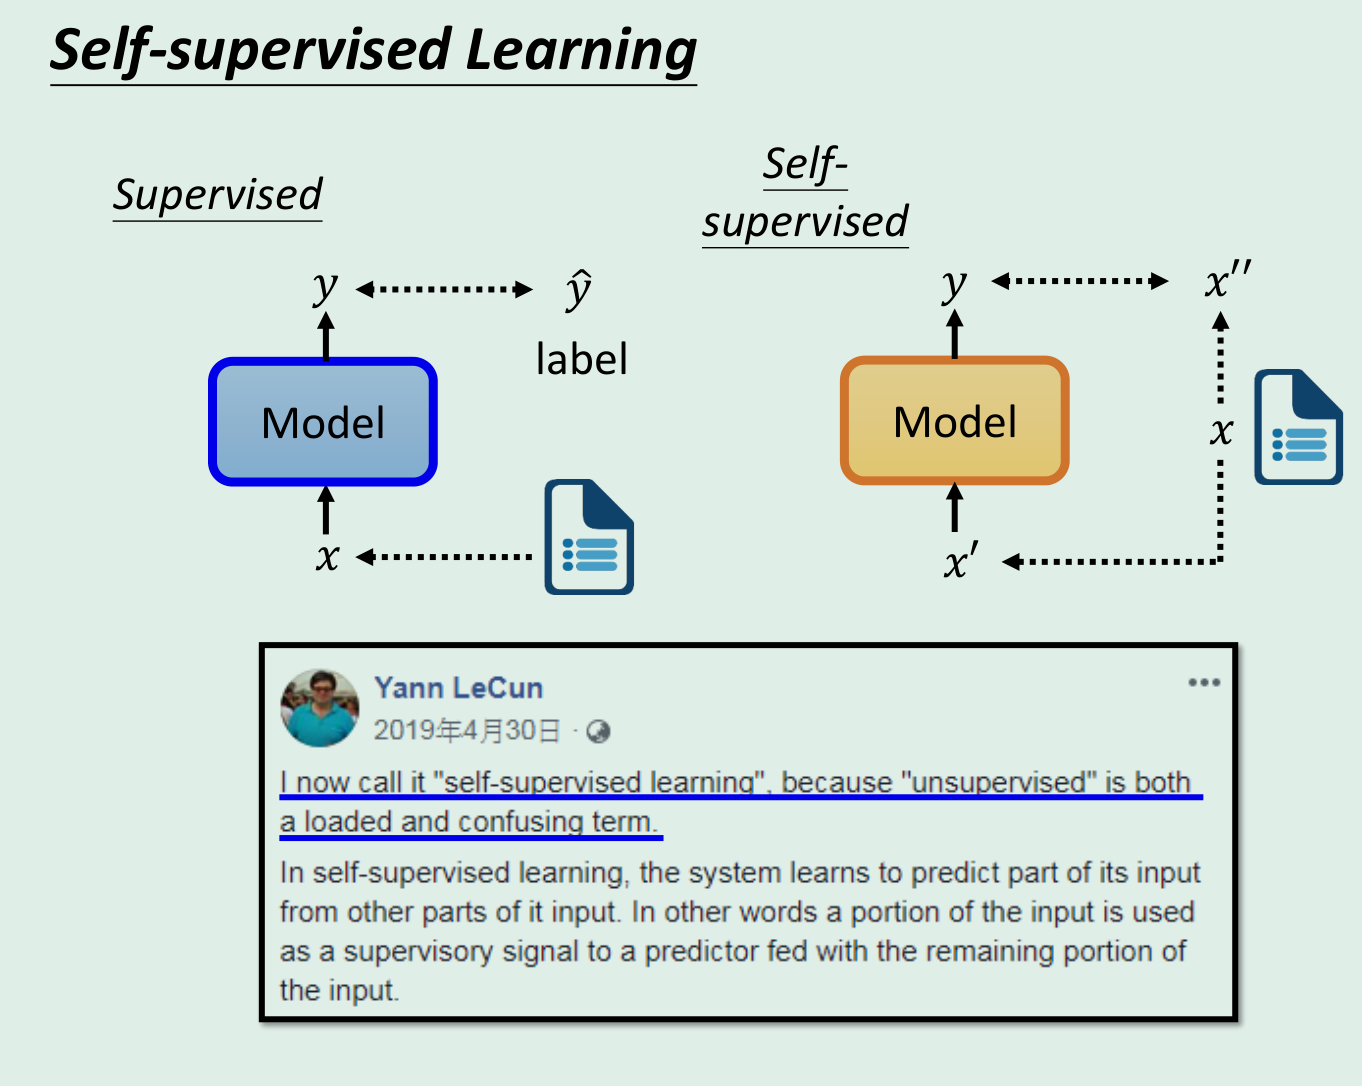 Self-supervised Learning
Supervised
y
ŷ
label
Model
x
Self-
supervised
y
x′′
Model
x
x′
Yann LeCun
2019年4月30日 ·
I now call it "self-supervised learning", because "unsupervised" is both
a loaded and confusing term.
In self-supervised learning, the system learns to predict part of its input
from other parts of it input. In other words a portion of the input is used
as a supervisory signal to a predictor fed with the remaining portion of
the input.